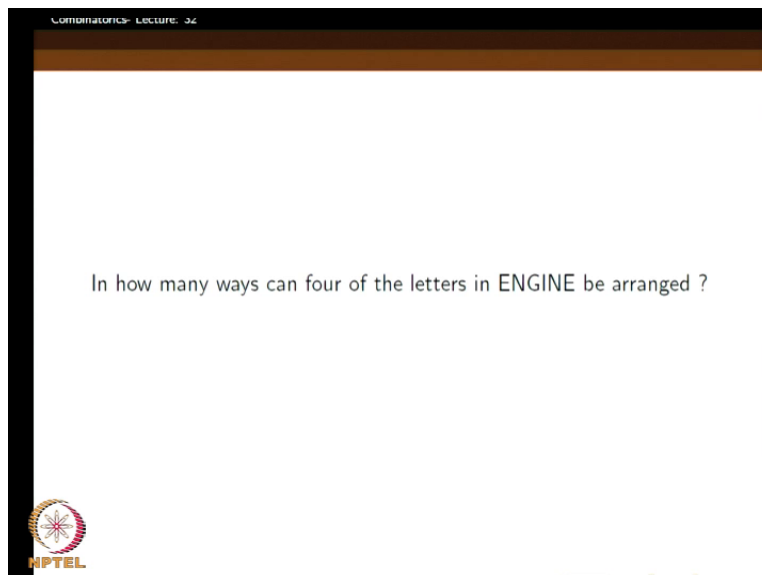 Combinatorics- Lecture: 32
In how many ways can four of the letters in ENGINE be arranged ?
NPTEL